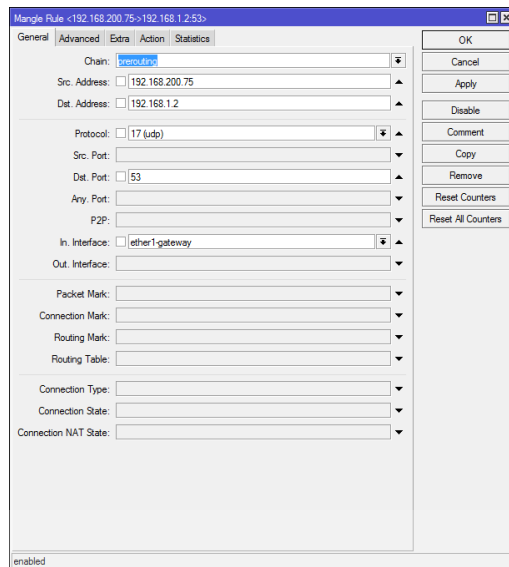 Mangle Rule <192.168.200.75->192.168.1.2:53>
General Advanced Extra Action Statistics
Chain: prerouting
Src. Address: 192.168.200.75
Dst. Address: 192.168.1.2
Protocol: 17 (udp)
Src. Port:
Dst. Port: 53
Any. Port:
P2P:
In. Interface: ether1-gateway
Out. Interface:
Packet Mark:
Connection Mark:
Routing Mark:
Routing Table:
Connection Type:
Connection State:
Connection NAT State:
OK
Cancel
Apply
Disable
Comment
Copy
Remove
Reset Counters
Reset All Counters
enabled